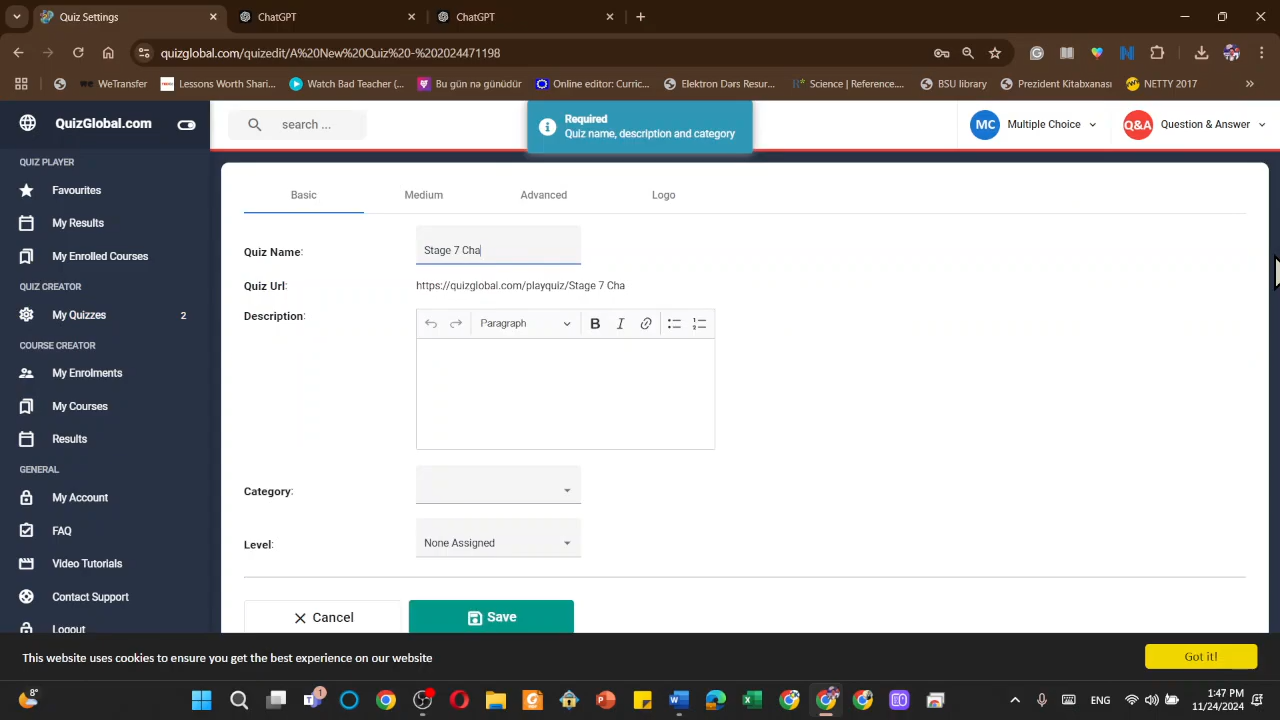 Quiz Settings
ChatGPT
ChatGPT
quizglobal.com/quizedit/A%20New%20Quiz%20-%202024471198
WeTransfer
Lessons Worth Shari...
Watch Bad Teacher (...
Bu gün nə günüdür
Online editor: Curric...
Elektron Dərs Resur...
Science | Reference...
BSU library
Prezident Kitabxanası
NETTY 2017
QuizGlobal.com
search ...
Required
Quiz name, description and category
MC Multiple Choice
Q&A Question & Answer
QUIZ PLAYER
Favourites
My Results
My Enrolled Courses
QUIZ CREATOR
My Quizzes 2
COURSE CREATOR
My Enrolments
My Courses
Results
GENERAL
My Account
FAQ
Video Tutorials
Contact Support
Logout
Basic Medium Advanced Logo
Quiz Name: Stage 7 Cha
Quiz Url: https://quizglobal.com/playquiz/Stage 7 Cha
Description: Paragraph B I
Category:
Level: None Assigned
Cancel Save
This website uses cookies to ensure you get the best experience on our website
Got it!
8°
1
ENG
1:47 PM
11/24/2024